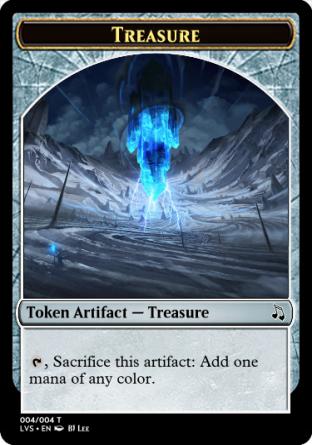 TREASURE
Token Artifact — Treasure
, Sacrifice this artifact: Add one
mana of any color.
004/004 T
LVS • EN BJ LEE